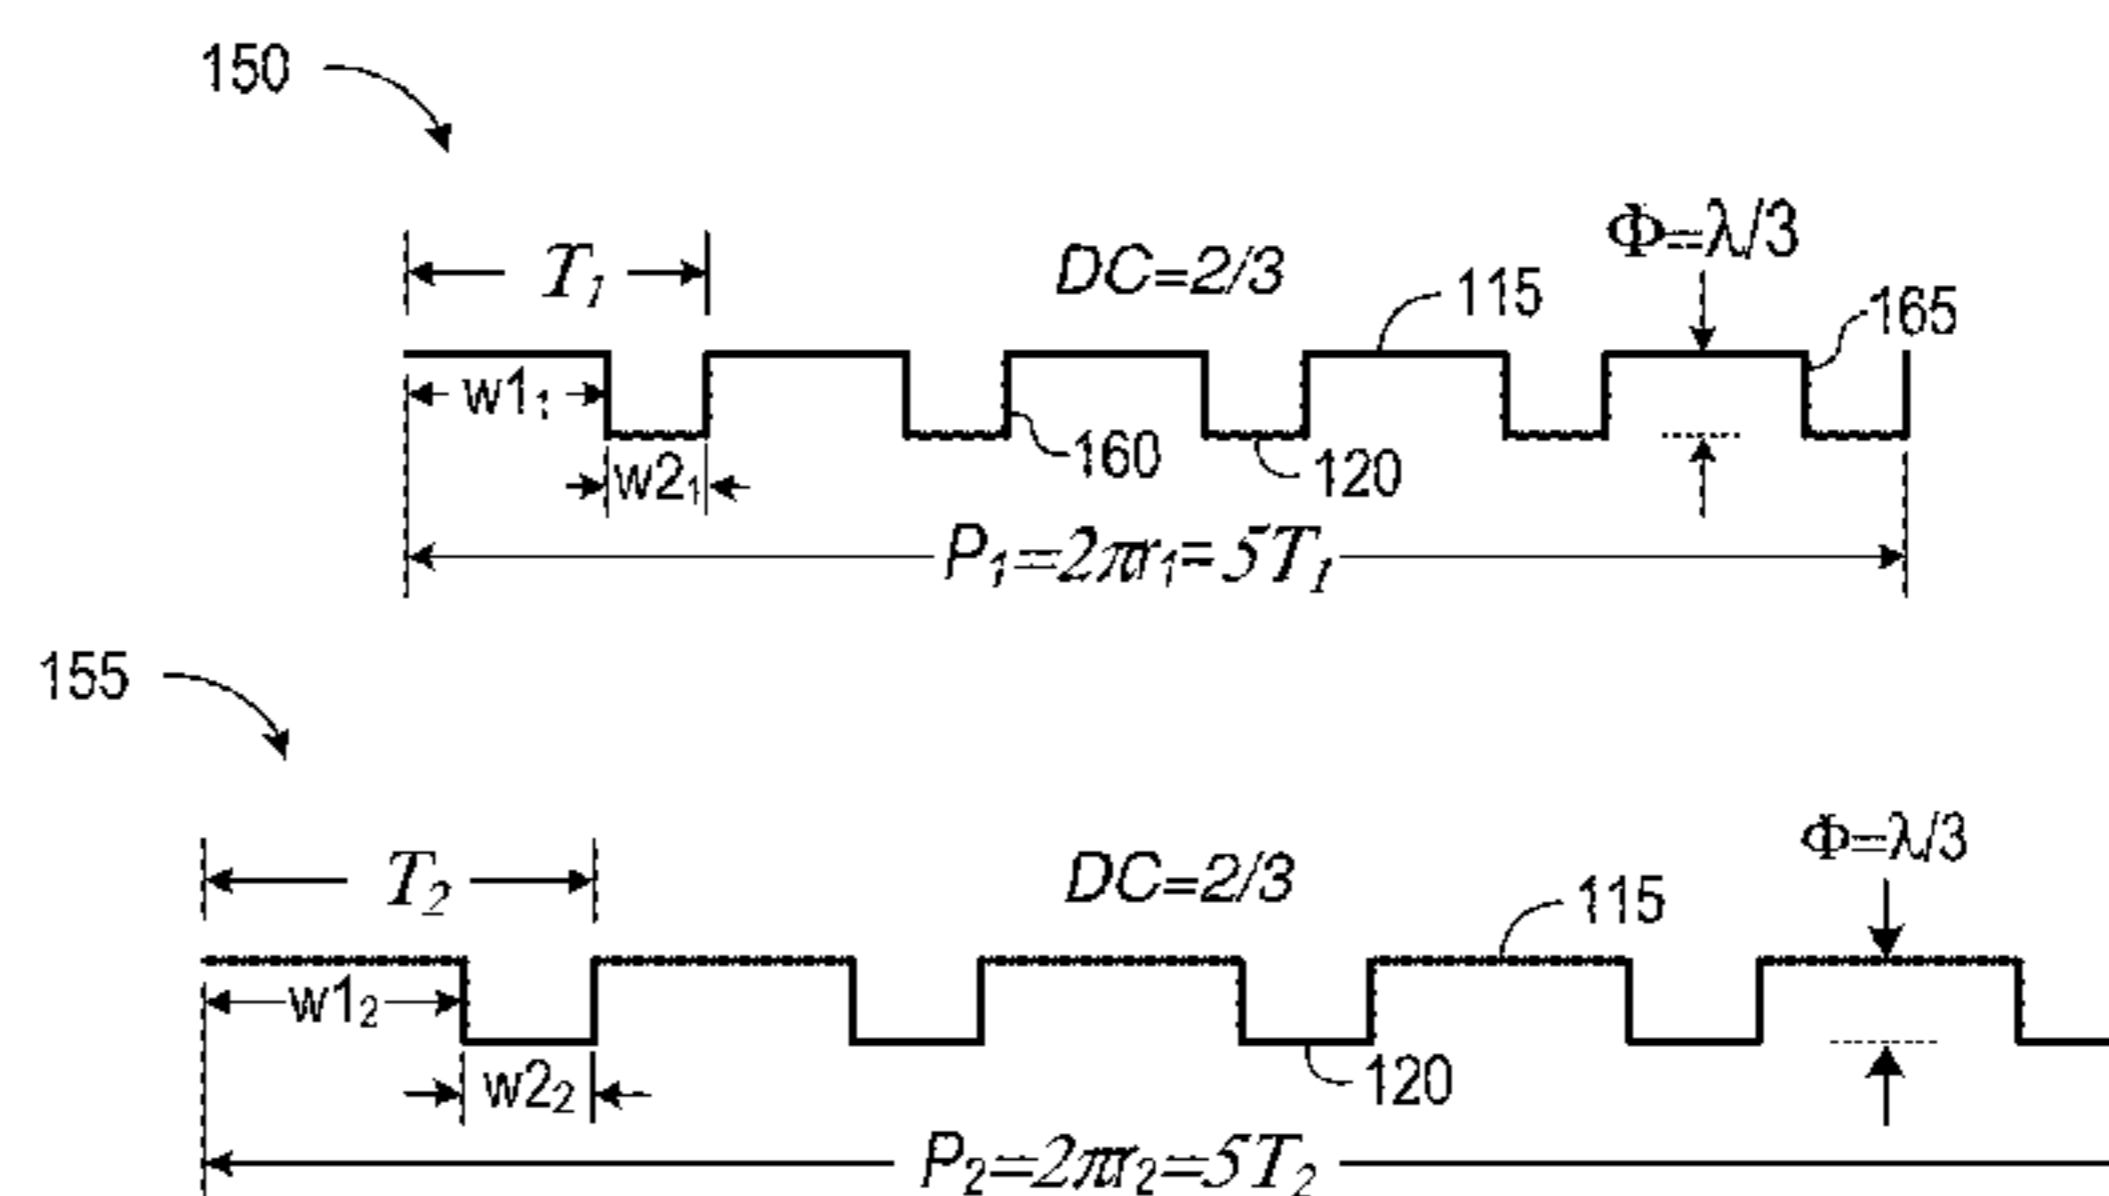 150
T₁
DC=2/3
Φ=λ/3
115
165
w1₁
160
w2₁
120
P₁=2πr₁=5T₁
155
T₂
DC=2/3
Φ=λ/3
115
w1₂
w2₂
120
P₂=2πr₂=5T₂